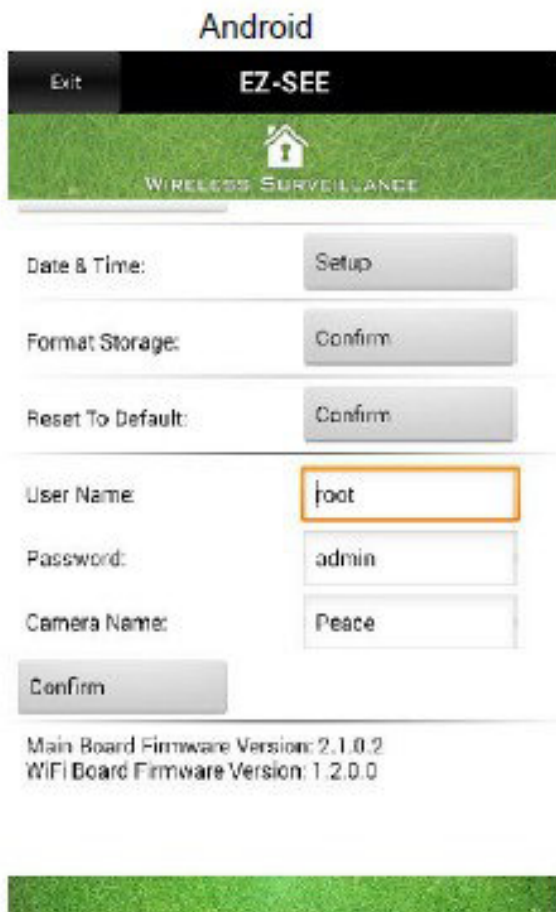 Android
Exit EZ-SEE
WIRELESS SURVEILLANCE
Date & Time: Setup
Format Storage: Confirm
Reset To Default: Confirm
User Name: root
Password: admin
Camera Name: Peace
Confirm
Main Board Firmware Version: 2.1.0.2
WiFi Board Firmware Version: 1.2.0.0